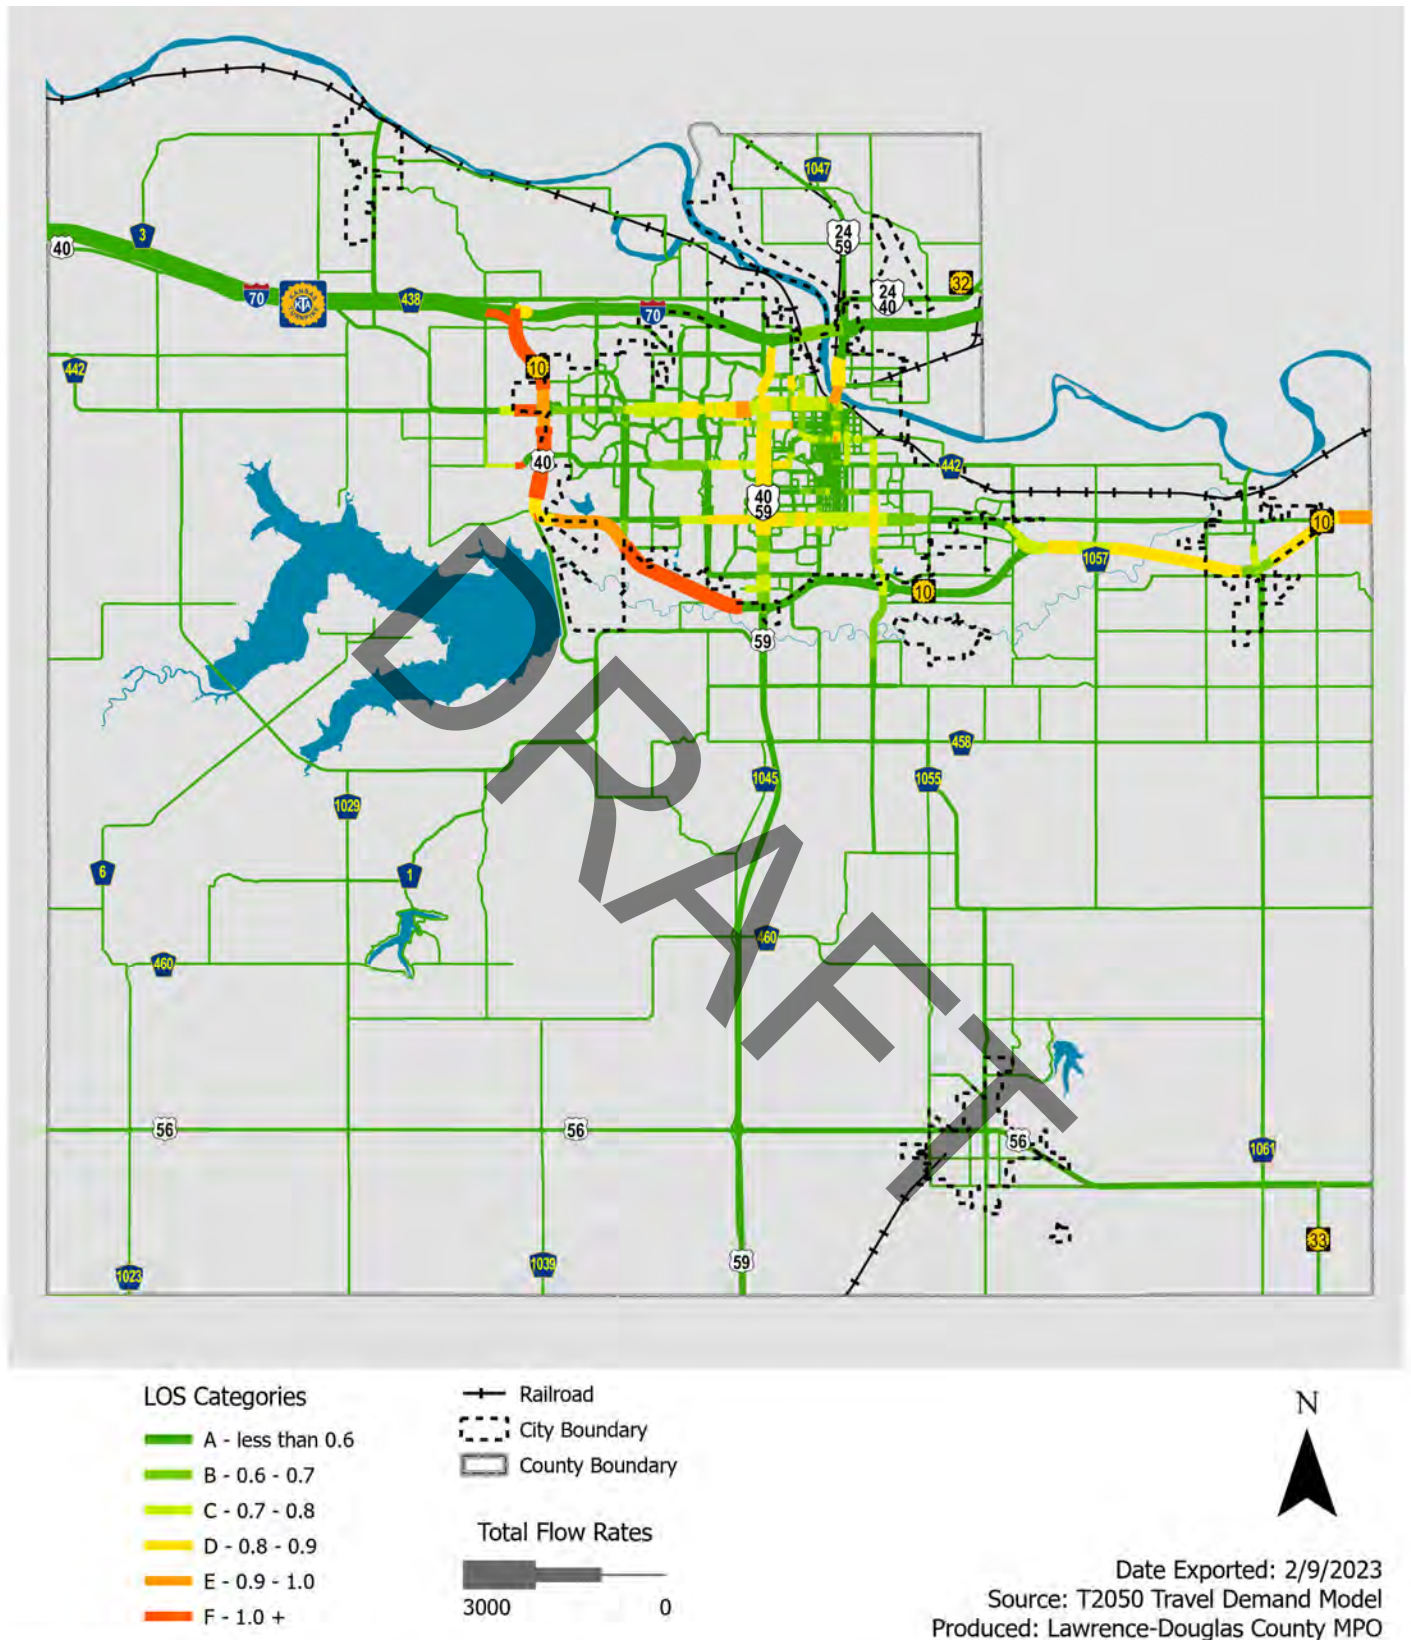 1047
3
40
24
59
32
24
40
70
KANSAS
KTA
TURNPIKE
438
70
10
442
40
442
40
59
10
1057
10
59
458
1045
1055
1029
6
1
460
460
DRAFT
56
56
56
1061
1023
1039
59
33
LOS Categories
A - less than 0.6
B - 0.6 - 0.7
C - 0.7 - 0.8
D - 0.8 - 0.9
E - 0.9 - 1.0
F - 1.0 +
Railroad
City Boundary
County Boundary
Total Flow Rates
3000 0
N
Date Exported: 2/9/2023
Source: T2050 Travel Demand Model
Produced: Lawrence-Douglas County MPO